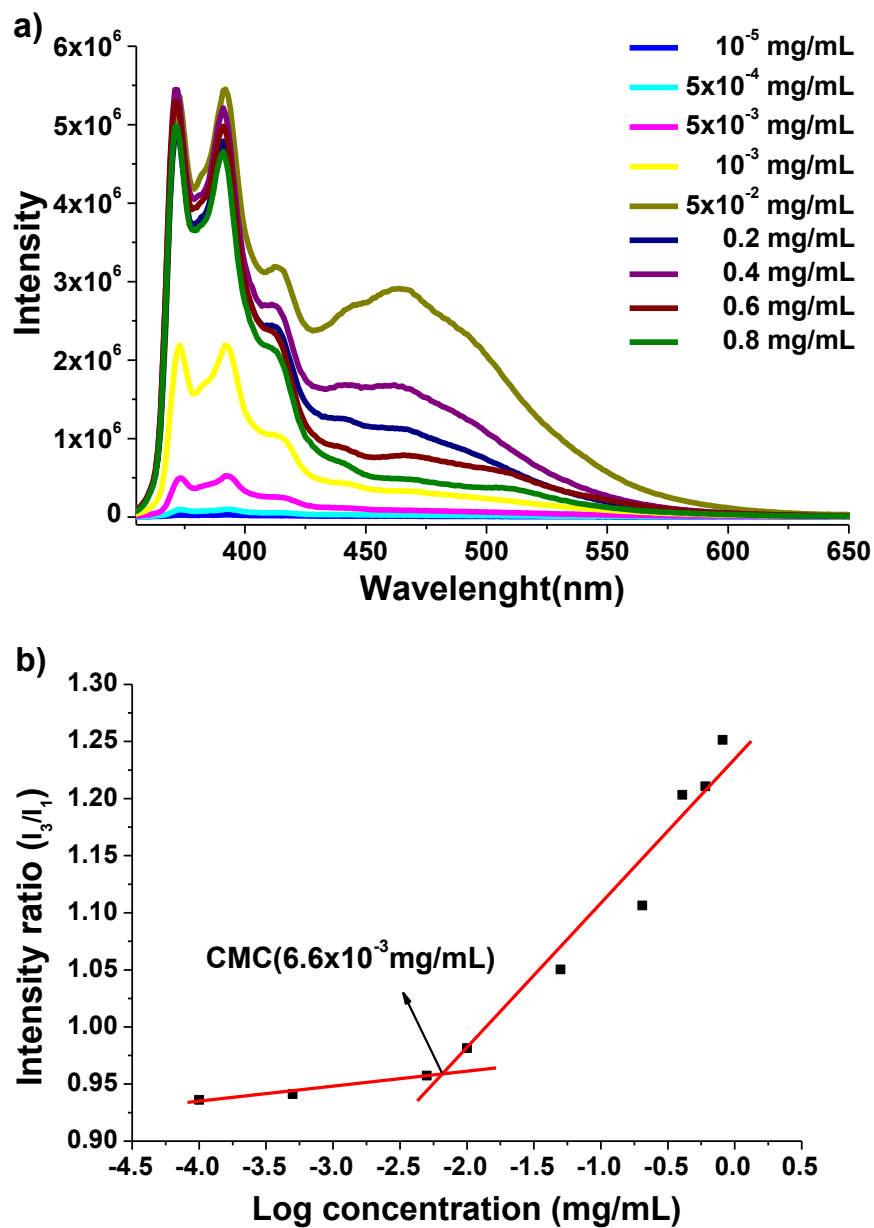 a)
6x10⁶
5x10⁶
4x10⁶
3x10⁶
2x10⁶
1x10⁶
0
Intensity
10⁻⁵ mg/mL
5x10⁻⁴ mg/mL
5x10⁻³ mg/mL
10⁻³ mg/mL
5x10⁻² mg/mL
0.2 mg/mL
0.4 mg/mL
0.6 mg/mL
0.8 mg/mL
400 450 500 550 600 650
Wavelenght(nm)
b)
1.30
1.25
1.20
1.15
1.10
1.05
1.00
0.95
0.90
Intensity ratio (I₃/I₁)
CMC(6.6x10⁻³mg/mL)
-4.5 -4.0 -3.5 -3.0 -2.5 -2.0 -1.5 -1.0 -0.5 0.0 0.5
Log concentration (mg/mL)